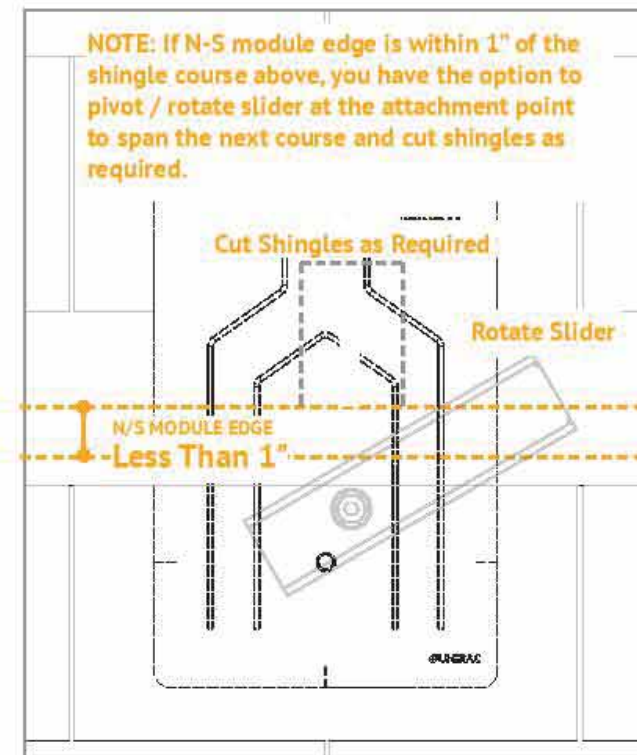 NOTE: If N-S module edge is within 1" of the
shingle course above, you have the option to
pivot / rotate slider at the attachment point
to span the next course and cut shingles as
required.
Cut Shingles as Required
Rotate Slider
N/S MODULE EDGE
Less Than 1"
UNIRAC